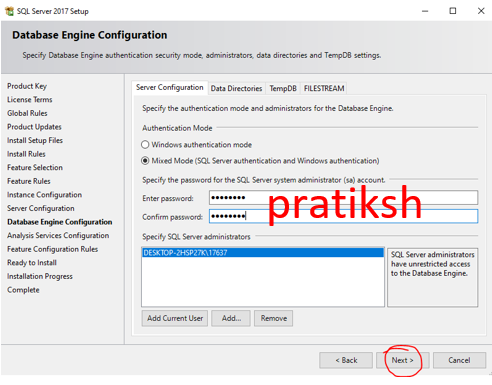 SQL Server 2017 Setup
Database Engine Configuration
Specify Database Engine authentication security mode, administrators, data directories and TempDB settings.
Product Key
License Terms
Global Rules
Product Updates
Install Setup Files
Install Rules
Feature Selection
Feature Rules
Instance Configuration
Server Configuration
Database Engine Configuration
Analysis Services Configuration
Feature Configuration Rules
Ready to Install
Installation Progress
Complete
Server Configuration Data Directories TempDB FILESTREAM
Specify the authentication mode and administrators for the Database Engine.
Authentication Mode
Windows authentication mode
Mixed Mode (SQL Server authentication and Windows authentication)
Specify the password for the SQL Server system administrator (sa) account.
Enter password: ●●●●●●●●
Confirm password: ●●●●●●●●
pratiksh
Specify SQL Server administrators
DESKTOP-2HSP27K\17637
SQL Server administrators
have unrestricted access
to the Database Engine.
Add Current User Add... Remove
< Back Next > Cancel